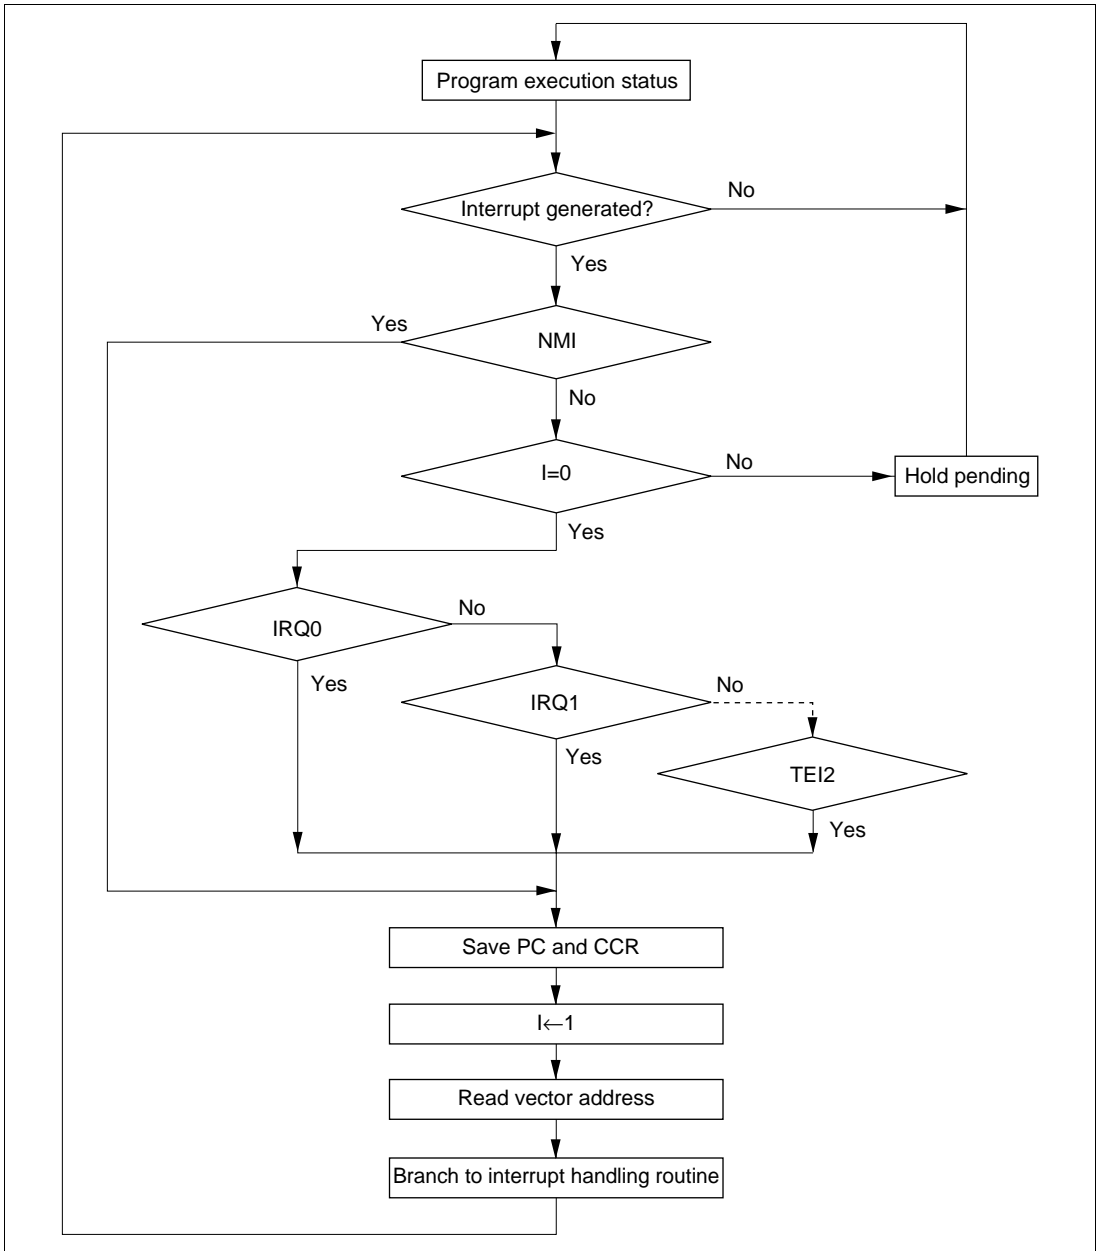 Program execution status
Interrupt generated?
No
Yes
Yes
NMI
No
I=0
No
Hold pending
Yes
IRQ0
No
Yes
IRQ1
No
Yes
TEI2
Yes
Save PC and CCR
I←1
Read vector address
Branch to interrupt handling routine